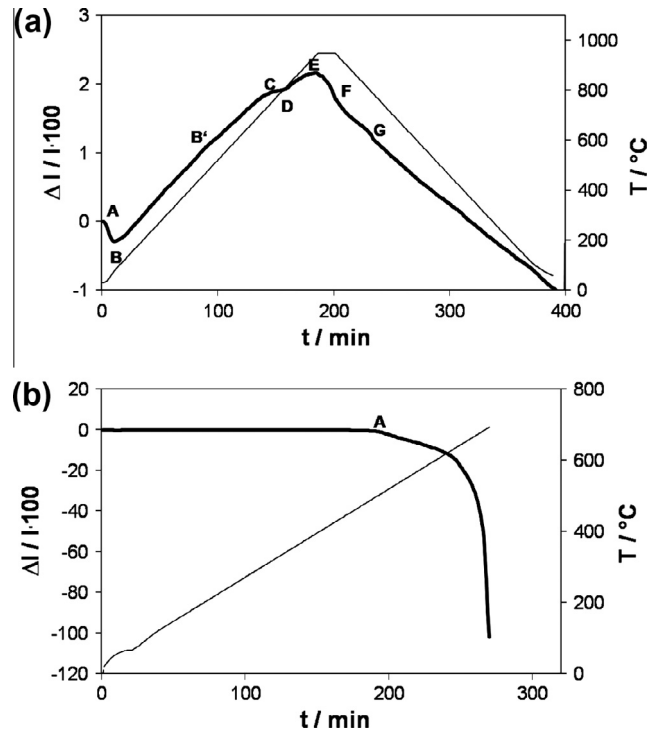 (a)
3
2
1
0
-1
Δ l / l·100
A
B
B'
C
D
E
F
G
1000
800
600
400
200
0
T / °C
0 100 200 300 400
t / min
(b)
20
0
-20
-40
-60
-80
-100
-120
Δl / l·100
A
800
600
400
200
0
T / °C
0 100 200 300
t / min